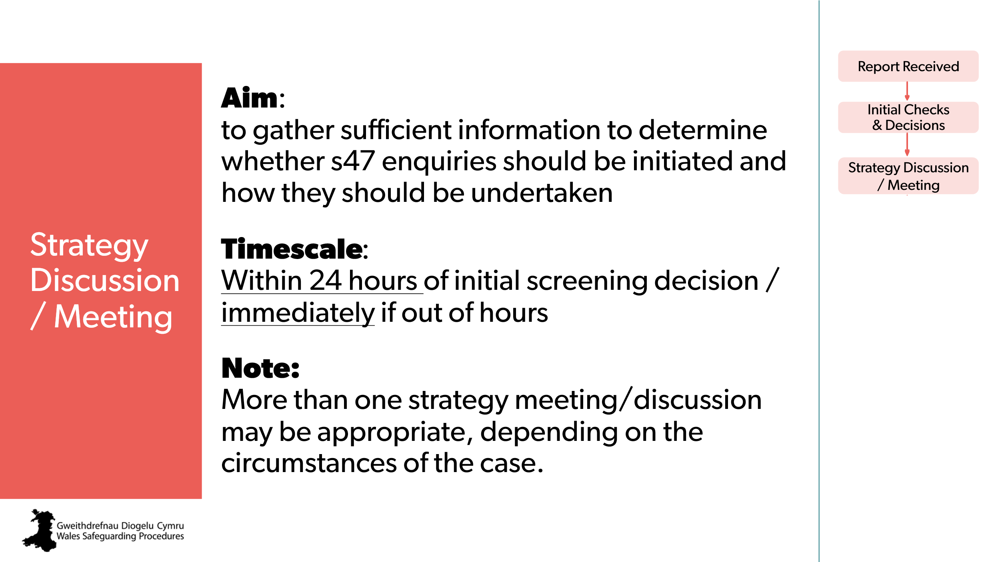 Strategy
Discussion
/ Meeting
Aim:
to gather sufficient information to determine
whether s47 enquiries should be initiated and
how they should be undertaken
Timescale:
Within 24 hours of initial screening decision /
immediately if out of hours
Note:
More than one strategy meeting/discussion
may be appropriate, depending on the
circumstances of the case.
Report Received
Initial Checks
& Decisions
Strategy Discussion
/ Meeting
Gweithdrefnau Diogelu Cymru
Wales Safeguarding Procedures